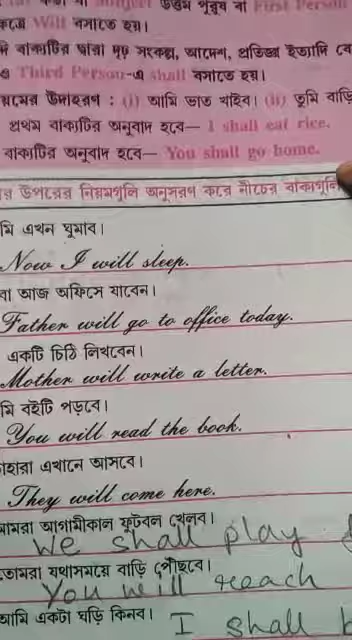 উত্তম পুরুষ বা First Person
Will বসাতে হয়।
বাক্যটির দ্বারা দৃঢ় সংকল্প, আদেশ, প্রতিজ্ঞা ইত্যাদি
ও Third Person-এ shall বসাতে হয়।
উদাহরণ : (i) আমি ভাত খাইব। (ii) তুমি বাড়ি
প্রথম বাক্যটির অনুবাদ হবে— I shall eat rice.
বাক্যটির অনুবাদ হবে— You shall go home.
উপরের নিয়মগুলি অনুসরণ করে নীচের বাক্যগুলি
মি এখন ঘুমাব।
Now I will sleep.
বা আজ অফিসে যাবেন।
Father will go to office today.
একটি চিঠি লিখবেন।
Mother will write a letter.
মি বইটি পড়বে।
You will read the book.
হারা এখানে আসবে।
They will come here.
আমরা আগামীকাল ফুটবল খেলব।
We shall play
তোমরা যথাসময়ে বাড়ি পৌঁছবে।
You will reach
আমি একটা ঘড়ি কিনব।
I shall